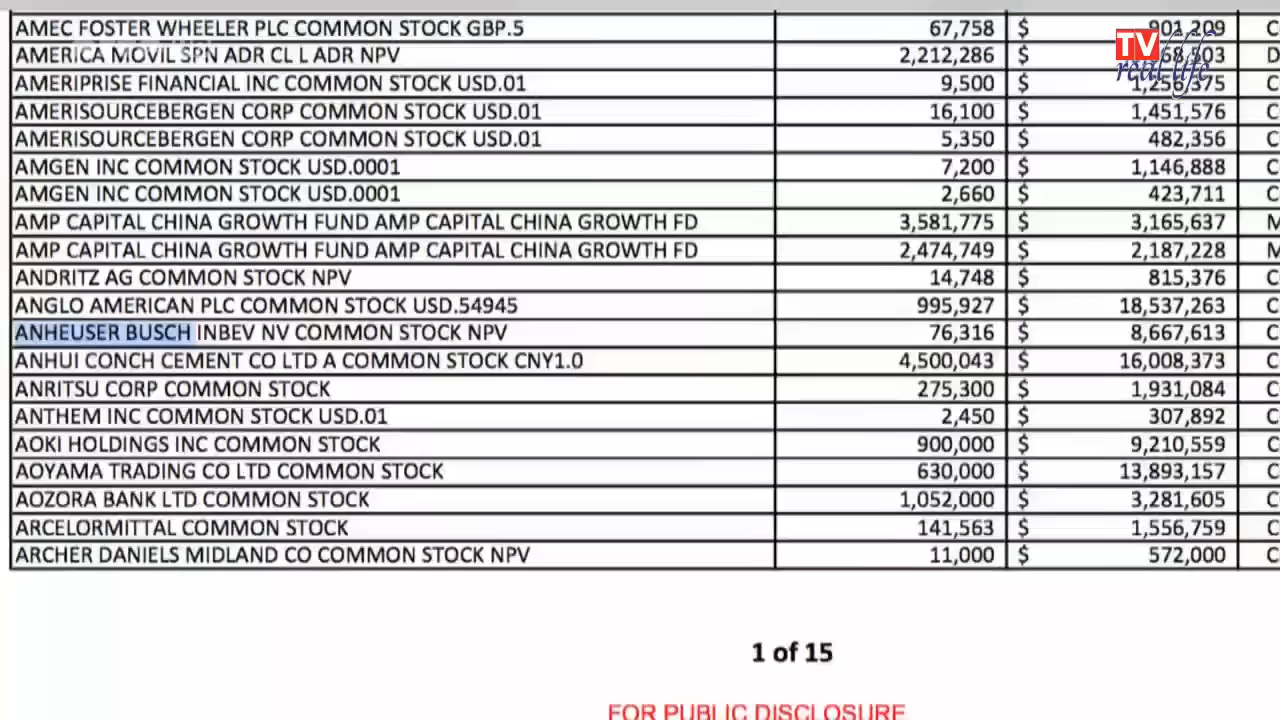 AMEC FOSTER WHEELER PLC COMMON STOCK GBP.5 67,758 $ 901,209 C
AMERICA MOVIL SPN ADR CL L ADR NPV 2,212,286 $ D
AMERIPRISE FINANCIAL INC COMMON STOCK USD.01 9,500 $ 1,256,375 C
AMERISOURCEBERGEN CORP COMMON STOCK USD.01 16,100 $ 1,451,576 C
AMERISOURCEBERGEN CORP COMMON STOCK USD.01 5,350 $ 482,356 C
AMGEN INC COMMON STOCK USD.0001 7,200 $ 1,146,888 C
AMGEN INC COMMON STOCK USD.0001 2,660 $ 423,711 C
AMP CAPITAL CHINA GROWTH FUND AMP CAPITAL CHINA GROWTH FD 3,581,775 $ 3,165,637 M
AMP CAPITAL CHINA GROWTH FUND AMP CAPITAL CHINA GROWTH FD 2,474,749 $ 2,187,228 M
ANDRITZ AG COMMON STOCK NPV 14,748 $ 815,376 C
ANGLO AMERICAN PLC COMMON STOCK USD.54945 995,927 $ 18,537,263 C
ANHEUSER BUSCH INBEV NV COMMON STOCK NPV 76,316 $ 8,667,613 C
ANHUI CONCH CEMENT CO LTD A COMMON STOCK CNY1.0 4,500,043 $ 16,008,373 C
ANRITSU CORP COMMON STOCK 275,300 $ 1,931,084 C
ANTHEM INC COMMON STOCK USD.01 2,450 $ 307,892 C
AOKI HOLDINGS INC COMMON STOCK 900,000 $ 9,210,559 C
AOYAMA TRADING CO LTD COMMON STOCK 630,000 $ 13,893,157 C
AOZORA BANK LTD COMMON STOCK 1,052,000 $ 3,281,605 C
ARCELORMITTAL COMMON STOCK 141,563 $ 1,556,759 C
ARCHER DANIELS MIDLAND CO COMMON STOCK NPV 11,000 $ 572,000 C
1 of 15
FOR PUBLIC DISCLOSURE
TV
real life